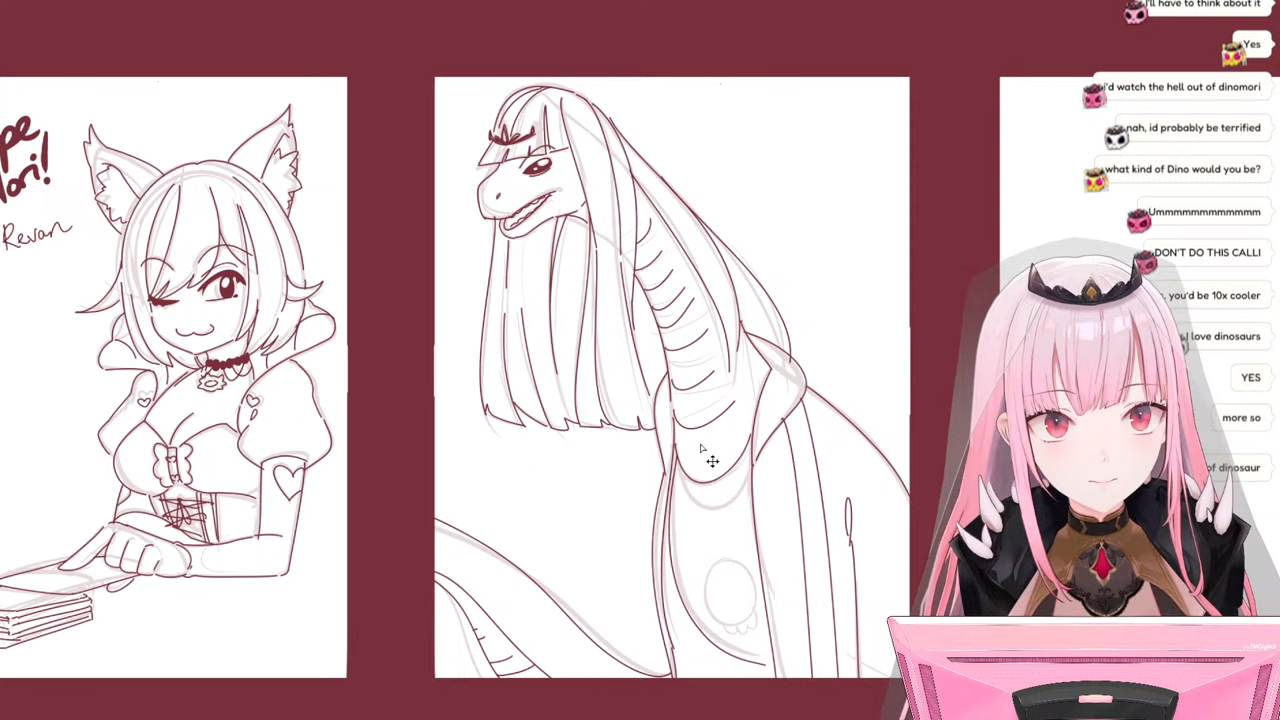 I'll have to think about it
Yes
i'd watch the hell out of dinomori
nah, id probably be terrified
what kind of Dino would you be?
Ummmmmmmmmmmm
DON'T DO THIS CALLI
you'd be 10x cooler
love dinosaurs
YES
more so
of dinosaur
Revan